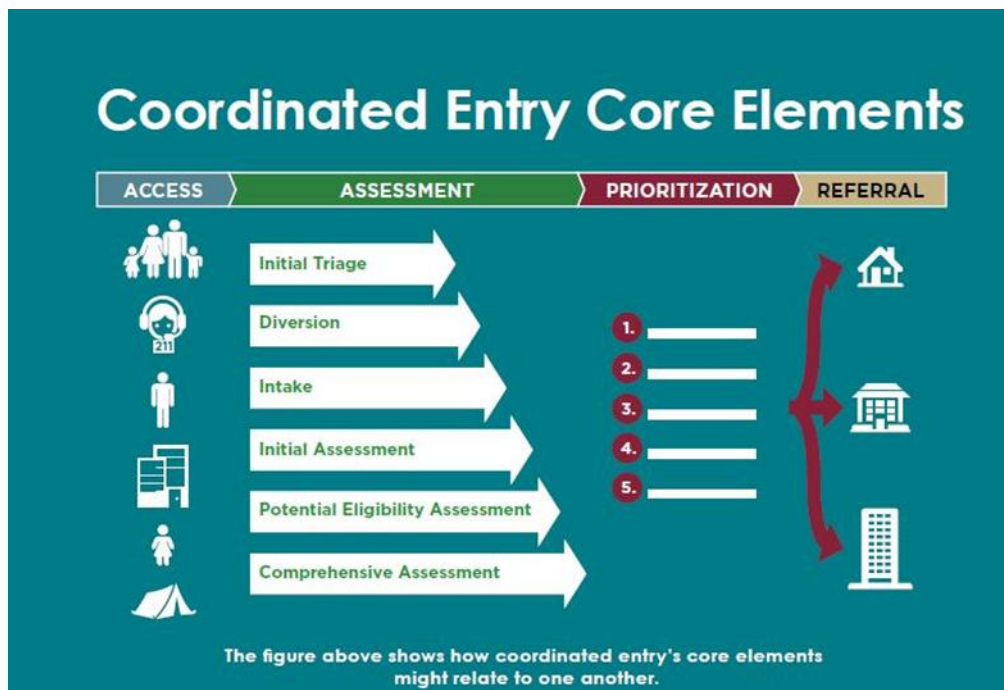 Coordinated Entry Core Elements
ACCESS
ASSESSMENT
PRIORITIZATION
REFERRAL
Initial Triage
Diversion
211
Intake
Initial Assessment
Potential Eligibility Assessment
Comprehensive Assessment
1.
2.
3.
4.
5.
The figure above shows how coordinated entry's core elements
might relate to one another.